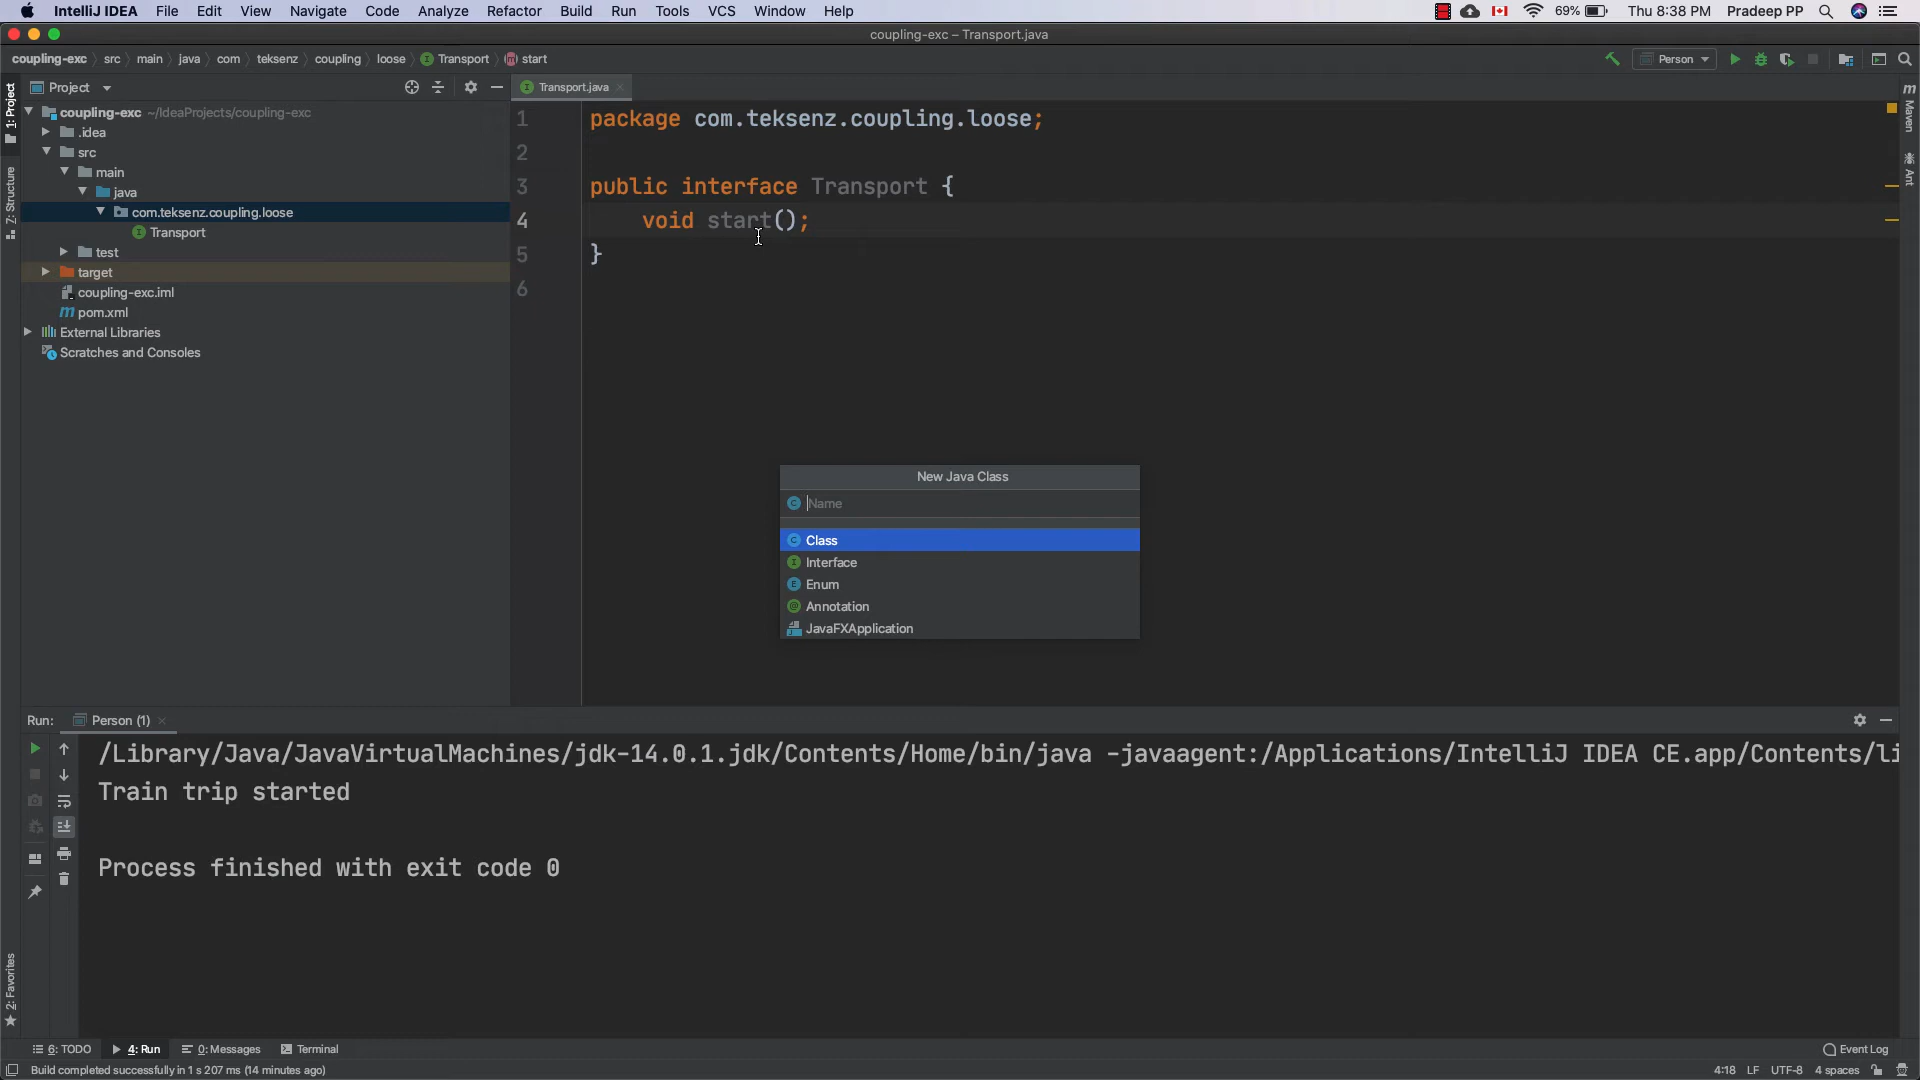 IntelliJ IDEA File Edit View Navigate Code Analyze Refactor Build Run Tools VCS Window Help 69% Thu 8:38 PM Pradeep PP
coupling-exc – Transport.java
coupling-exc src main java com teksenz coupling loose Transport start Person
1: Project
Project
Transport.java
coupling-exc ~/IdeaProjects/coupling-exc
.idea
src
main
java
com.teksenz.coupling.loose
Transport
test
target
coupling-exc.iml
pom.xml
External Libraries
Scratches and Consoles
Z: Structure
1 package com.teksenz.coupling.loose;
2
3 public interface Transport {
4 void start();
5 }
6
Maven
Ant
New Java Class
Name
Class
Interface
Enum
Annotation
JavaFXApplication
Run: Person (1)
/Library/Java/JavaVirtualMachines/jdk-14.0.1.jdk/Contents/Home/bin/java -javaagent:/Applications/IntelliJ IDEA CE.app/Contents/li
Train trip started
Process finished with exit code 0
2: Favorites
6: TODO 4: Run 0: Messages Terminal Event Log
Build completed successfully in 1 s 207 ms (14 minutes ago) 4:18 LF UTF-8 4 spaces